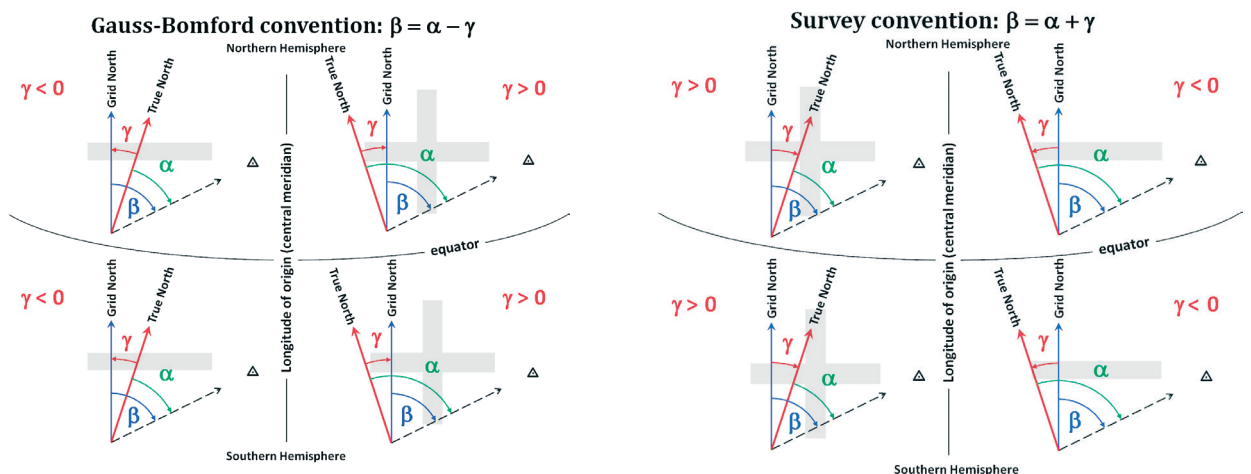 Gauss-Bomford convention: β = α − γ
Northern Hemisphere
γ < 0
Grid North
True North
γ
α
β
Longitude of origin (central meridian)
True North
Grid North
γ > 0
γ
α
β
equator
γ < 0
Grid North
True North
γ
α
β
True North
Grid North
γ > 0
γ
α
β
Southern Hemisphere
Survey convention: β = α + γ
Northern Hemisphere
γ > 0
Grid North
True North
γ
α
β
Longitude of origin (central meridian)
True North
Grid North
γ < 0
γ
α
β
equator
γ > 0
Grid North
True North
γ
α
β
True North
Grid North
γ < 0
γ
α
β
Southern Hemisphere